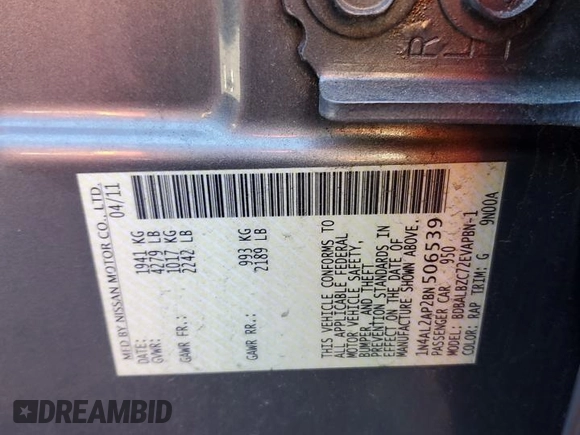 R
L
MFD BY NISSAN MOTOR CO., LTD.
DATE: 04/11
GVWR: 1941 KG
4279 LB
GAWR FR.: 1017 KG
2242 LB
GAWR RR.: 993 KG
2189 LB
THIS VEHICLE CONFORMS TO
ALL APPLICABLE FEDERAL
MOTOR VEHICLE SAFETY,
BUMPER, AND THEFT
PREVENTION STANDARDS IN
EFFECT ON THE DATE OF
MANUFACTURE SHOWN ABOVE.
1N4AL2AP2BN506539
PASSENGER CAR 950
MODEL: BDBALBZC72EVAPBN-1
COLOR: RAP TRIM: G 9N00A
DREAMBID